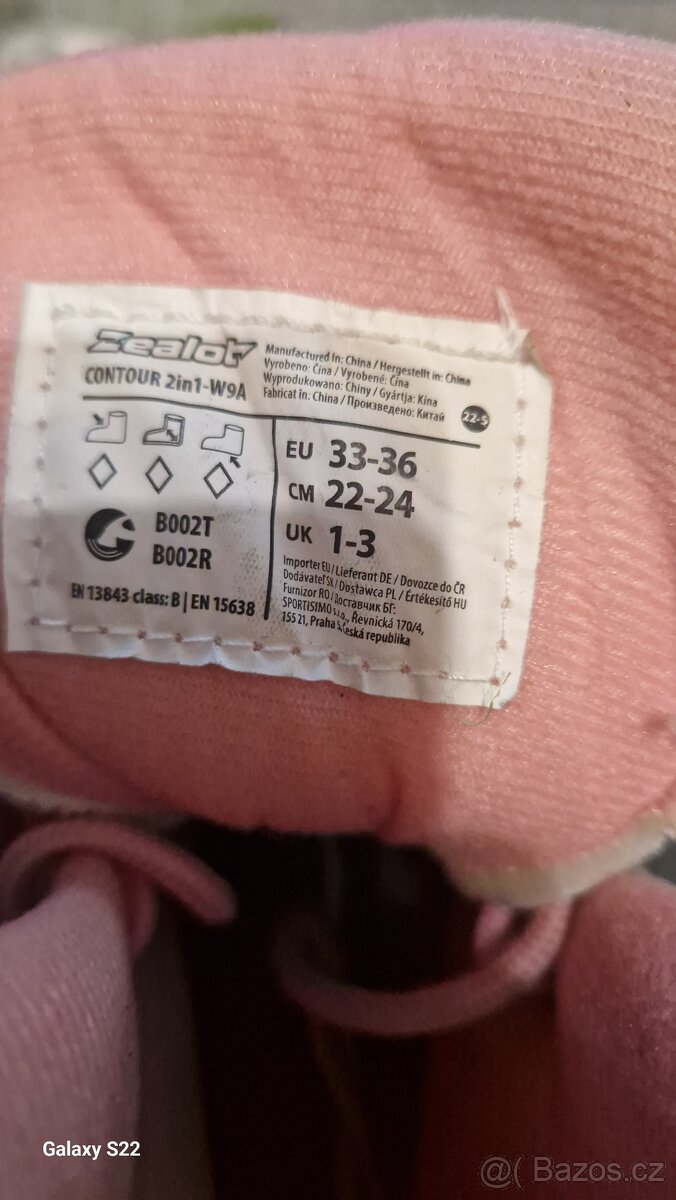 Zealot
CONTOUR 2in1-W9A
Manufactured in: China / Hergestellt in: China
Vyrobeno: Čína / Vyrobené: Čína
Wyprodukowano: Chiny / Gyártja: Kína
Fabricat în: China / Произведено: Китай
22-S
EU 33-36
CM 22-24
UK 1-3
B002T
B002R
EN 13843 class: B | EN 15638
Importer EU / Lieferant DE / Dovozce do ČR
Dodávateľ SK / Dostawca PL / Értékesítő HU
Furnizor RO / Доставчик БГ:
SPORTISIMO s.r.o., Řevnická 170/4,
155 21, Praha česká republika
Galaxy S22
@( Bazos.cz